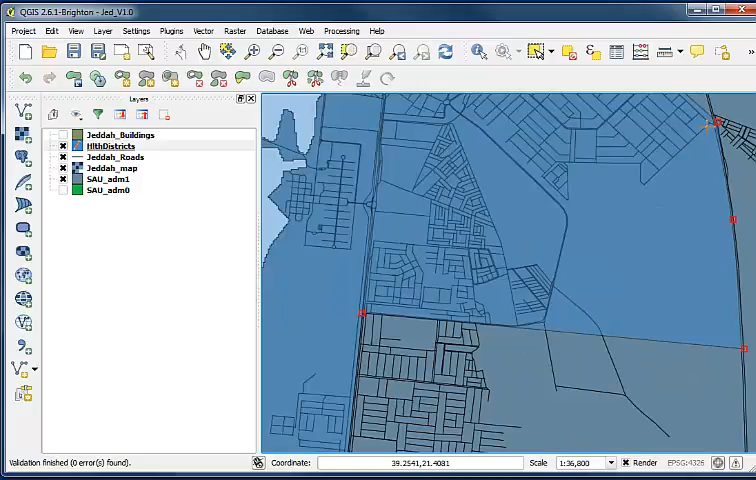 QGIS 2.6.1-Brighton - Jed_V1.0
Project Edit View Layer Settings Plugins Vector Raster Database Web Processing Help
Layers
Jeddah_Buildings
HlthDistricts
Jeddah_Roads
Jeddah_map
SAU_adm1
SAU_adm0
Validation finished (0 error(s) found).
Coordinate:
39.2541,21.4081
Scale
1:36,800
Render
EPSG:4326